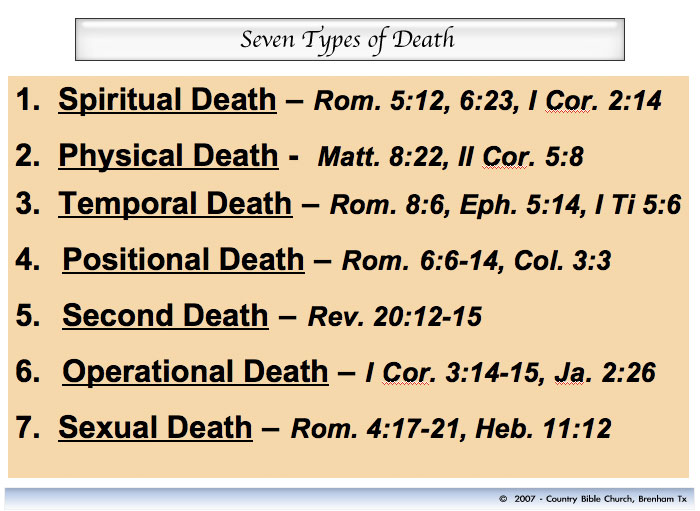 Seven Types of Death
1. Spiritual Death – Rom. 5:12, 6:23, I Cor. 2:14
2. Physical Death - Matt. 8:22, II Cor. 5:8
3. Temporal Death – Rom. 8:6, Eph. 5:14, I Ti 5:6
4. Positional Death – Rom. 6:6-14, Col. 3:3
5. Second Death – Rev. 20:12-15
6. Operational Death – I Cor. 3:14-15, Ja. 2:26
7. Sexual Death – Rom. 4:17-21, Heb. 11:12
© 2007 - Country Bible Church, Brenham Tx